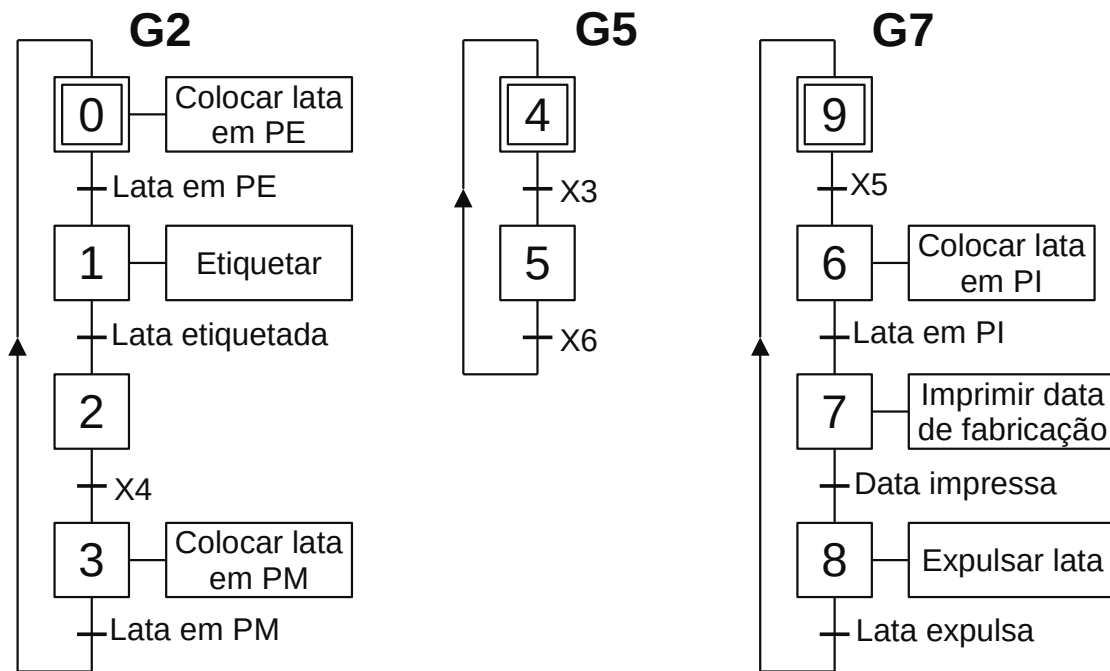 G2
0
Colocar lata
em PE
Lata em PE
1
Etiquetar
Lata etiquetada
2
X4
3
Colocar lata
em PM
Lata em PM
G5
4
X3
5
X6
G7
9
X5
6
Colocar lata
em PI
Lata em PI
7
Imprimir data
de fabricação
Data impressa
8
Expulsar lata
Lata expulsa